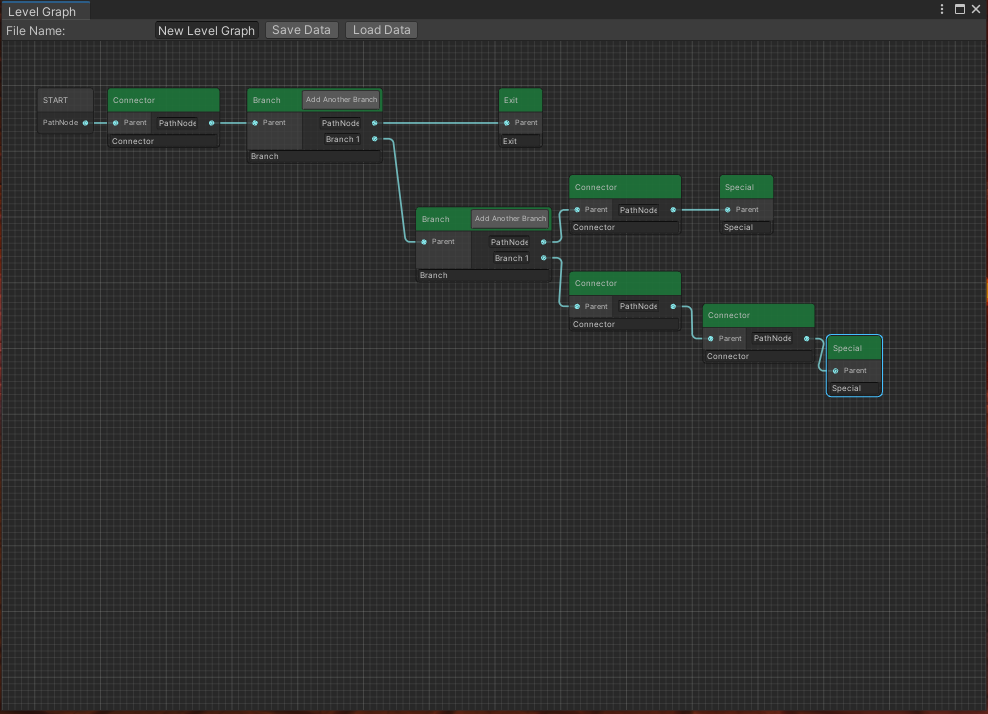 Level Graph
File Name: New Level Graph Save Data Load Data
START
PathNode
Connector
Parent PathNode
Connector
Branch Add Another Branch
Parent PathNode
Branch 1
Branch
Exit
Parent
Exit
Branch Add Another Branch
Parent PathNode
Branch 1
Branch
Connector
Parent PathNode
Connector
Special
Parent
Special
Connector
Parent PathNode
Connector
Connector
Parent PathNode
Connector
Special
Parent
Special